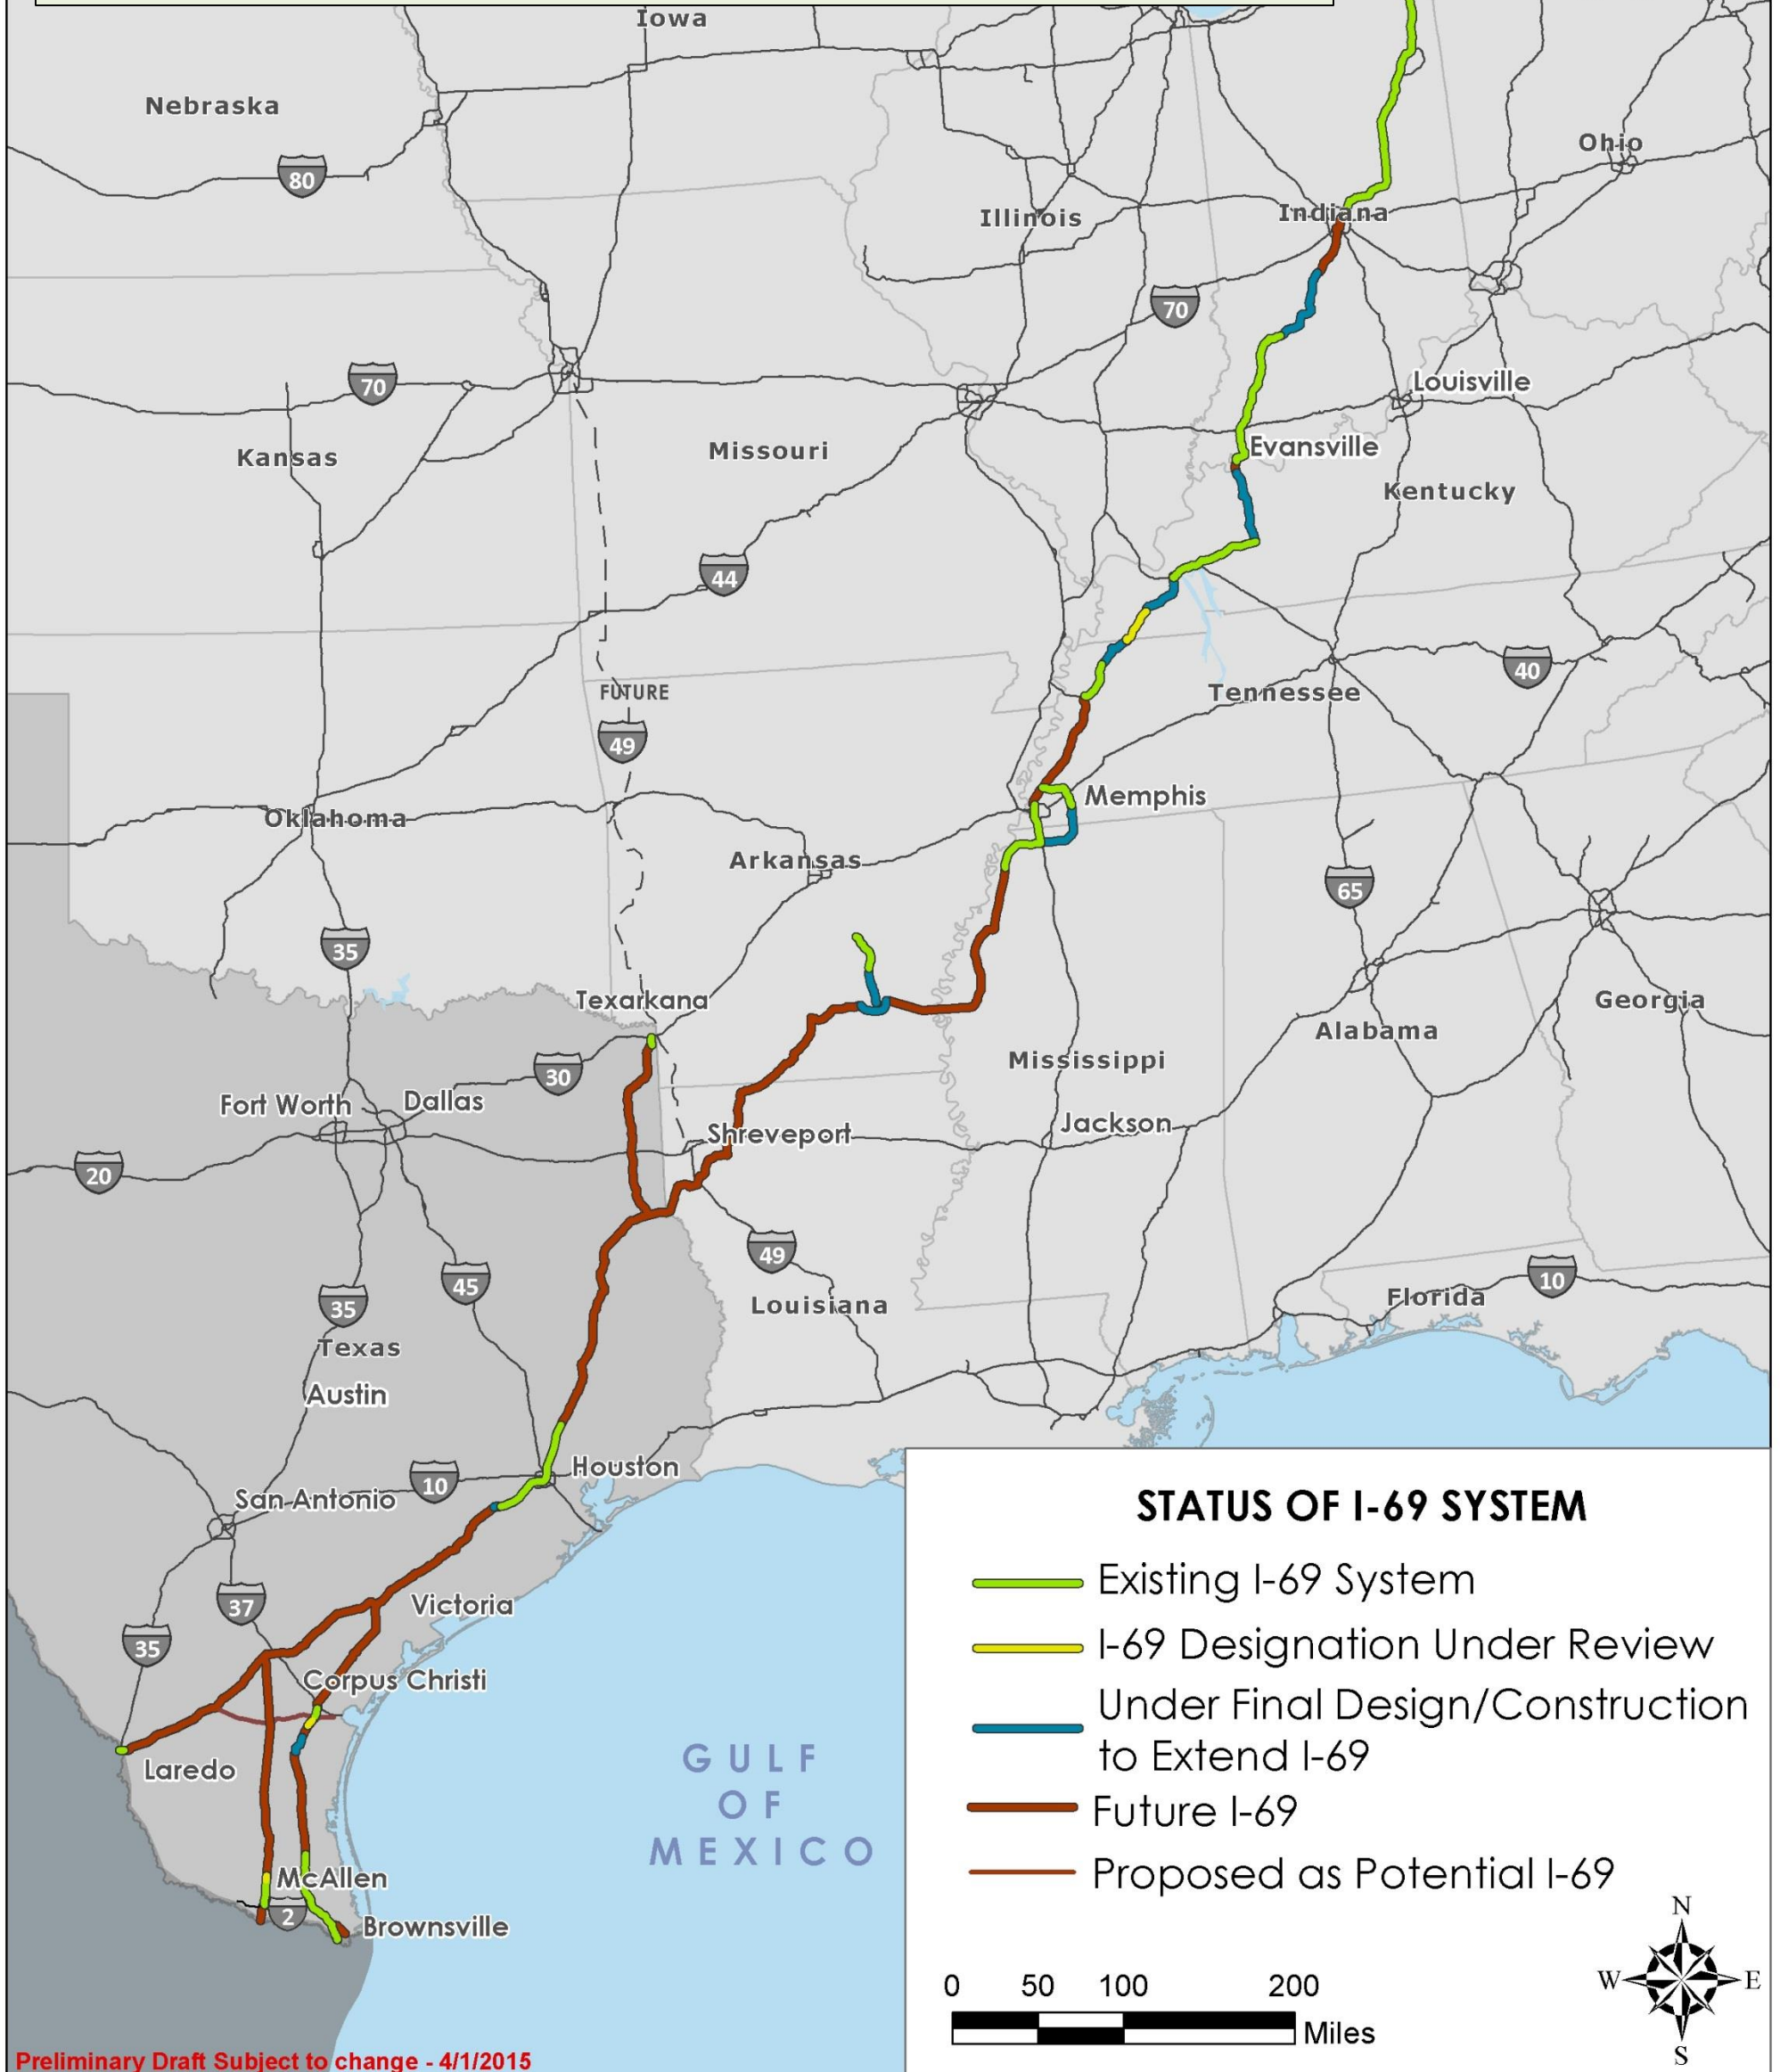 Iowa
Nebraska
Ohio
80
Illinois
Indiana
70
70
Louisville
Evansville
Kansas
Missouri
Kentucky
44
40
FUTURE
Tennessee
49
Memphis
Oklahoma
Arkansas
65
35
Texarkana
Georgia
Alabama
Mississippi
30
Fort Worth
Dallas
Jackson
Shreveport
20
49
10
45
Florida
35
Louisiana
Texas
Austin
Houston
10
San Antonio
37
Victoria
35
Corpus Christi
Laredo
GULF
OF
MEXICO
McAllen
2
Brownsville
STATUS OF I-69 SYSTEM
Existing I-69 System
I-69 Designation Under Review
Under Final Design/Construction
to Extend I-69
Future I-69
Proposed as Potential I-69
N
W E
S
0 50 100 200
Miles
Preliminary Draft Subject to change - 4/1/2015